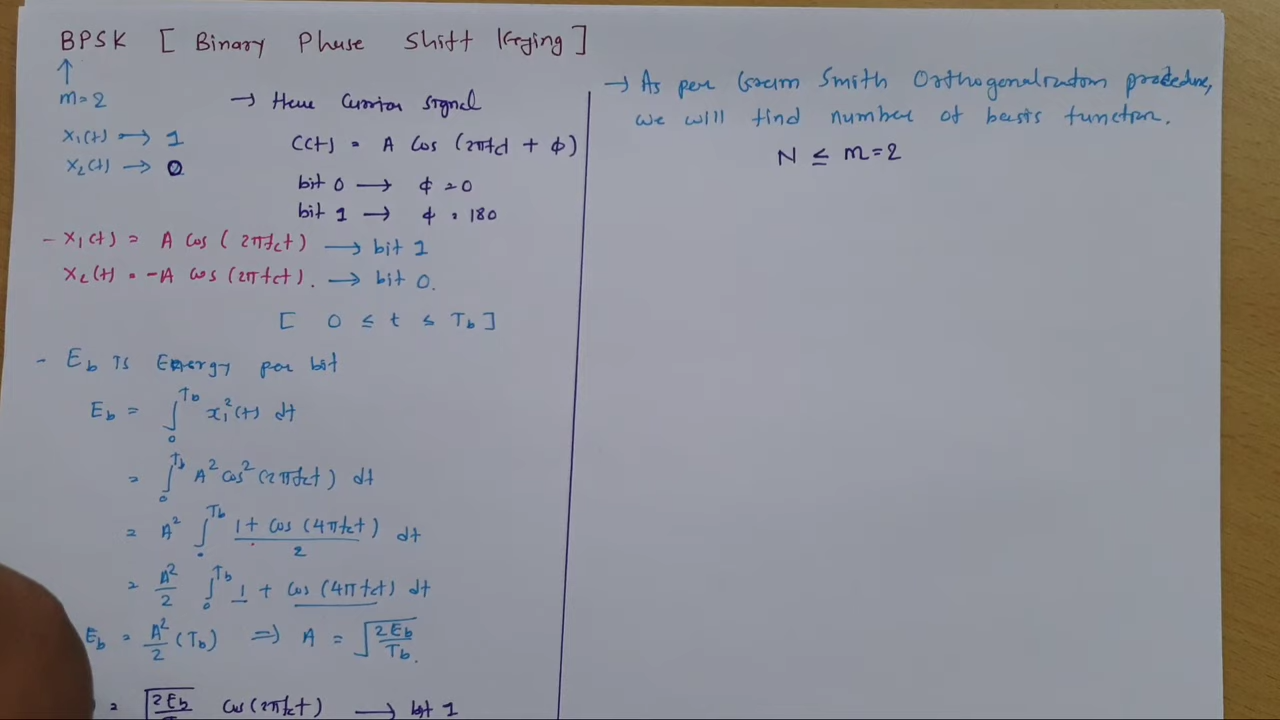 BPSK [ Binary Phase Shift Keying ]
↑
m=2
x₁(t) → 1
x₂(t) → 0
→ Here Carrier signal
C(t) = A Cos (2πfct + ϕ)
bit 0 → ϕ = 0
bit 1 → ϕ = 180
- x₁(t) = A Cos (2πfct) → bit 1
x₂(t) = -A Cos (2πfct). → bit 0.
[ 0 ≤ t ≤ Tb ]
- Eb is Energy per bit
Eb = ∫₀^Tb x₁²(t) dt
= ∫₀^Tb A² Cos² (2πfct) dt
= A² ∫₀^Tb (1 + Cos (4πfct))/2 dt
= A²/2 ∫₀^Tb 1 + Cos (4πfct) dt
Eb = A²/2 (Tb) ⇒ A = √(2Eb/Tb).
= √2Eb Cos (2πfct) → bit 1
→ As per Gram Smith Orthogonalization procedure,
we will find number of basis function.
N ≤ m=2